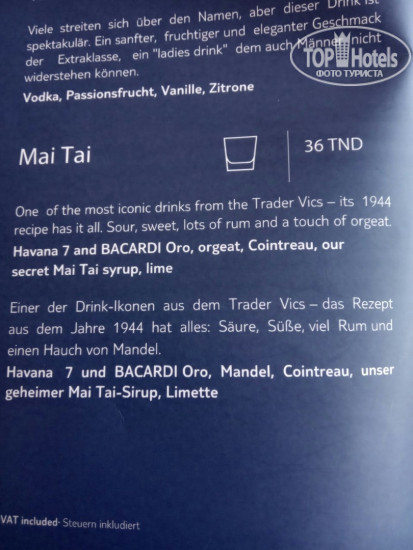 Viele streiten sich über den Namen, aber dieser Drink ist
spektakulär. Ein sanfter, fruchtiger und eleganter Geschmack
der Extraklasse, ein "ladies drink" dem auch Männer nicht
widerstehen können.
Vodka, Passionsfrucht, Vanille, Zitrone
TOP Hotels
ФОТО ТУРИСТА
Mai Tai
36 TND
One of the most iconic drinks from the Trader Vics – its 1944
recipe has it all. Sour, sweet, lots of rum and a touch of orgeat.
Havana 7 and BACARDI Oro, orgeat, Cointreau, our
secret Mai Tai syrup, lime
Einer der Drink-Ikonen aus dem Trader Vics – das Rezept
aus dem Jahre 1944 hat alles: Säure, Süße, viel Rum und
einen Hauch von Mandel.
Havana 7 und BACARDI Oro, Mandel, Cointreau, unser
geheimer Mai Tai-Sirup, Limette
VAT included- Steuern inkludiert